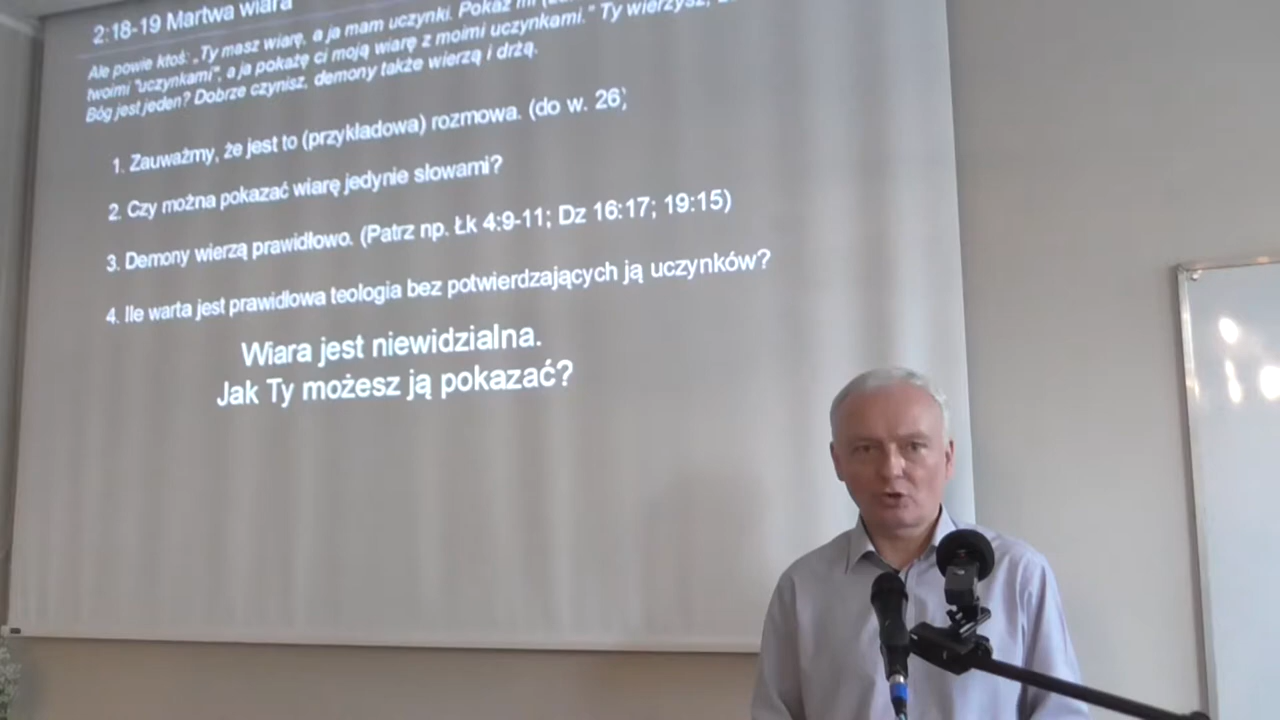 2:18-19 Martwa wiara
Ale powie ktoś: „Ty masz wiarę, a ja mam uczynki. Pokaż mi
twoimi "uczynkami", a ja pokażę ci moją wiarę z moimi uczynkami." Ty wierzysz,
Bóg jest jeden? Dobrze czynisz, demony także wierzą i drżą.
1. Zauważmy, że jest to (przykładowa) rozmowa. (do w. 26)
2. Czy można pokazać wiarę jedynie słowami?
3. Demony wierzą prawidłowo. (Patrz np. Łk 4:9-11; Dz 16:17; 19:15)
4. Ile warta jest prawidłowa teologia bez potwierdzających ją uczynków?
Wiara jest niewidzialna.
Jak Ty możesz ją pokazać?